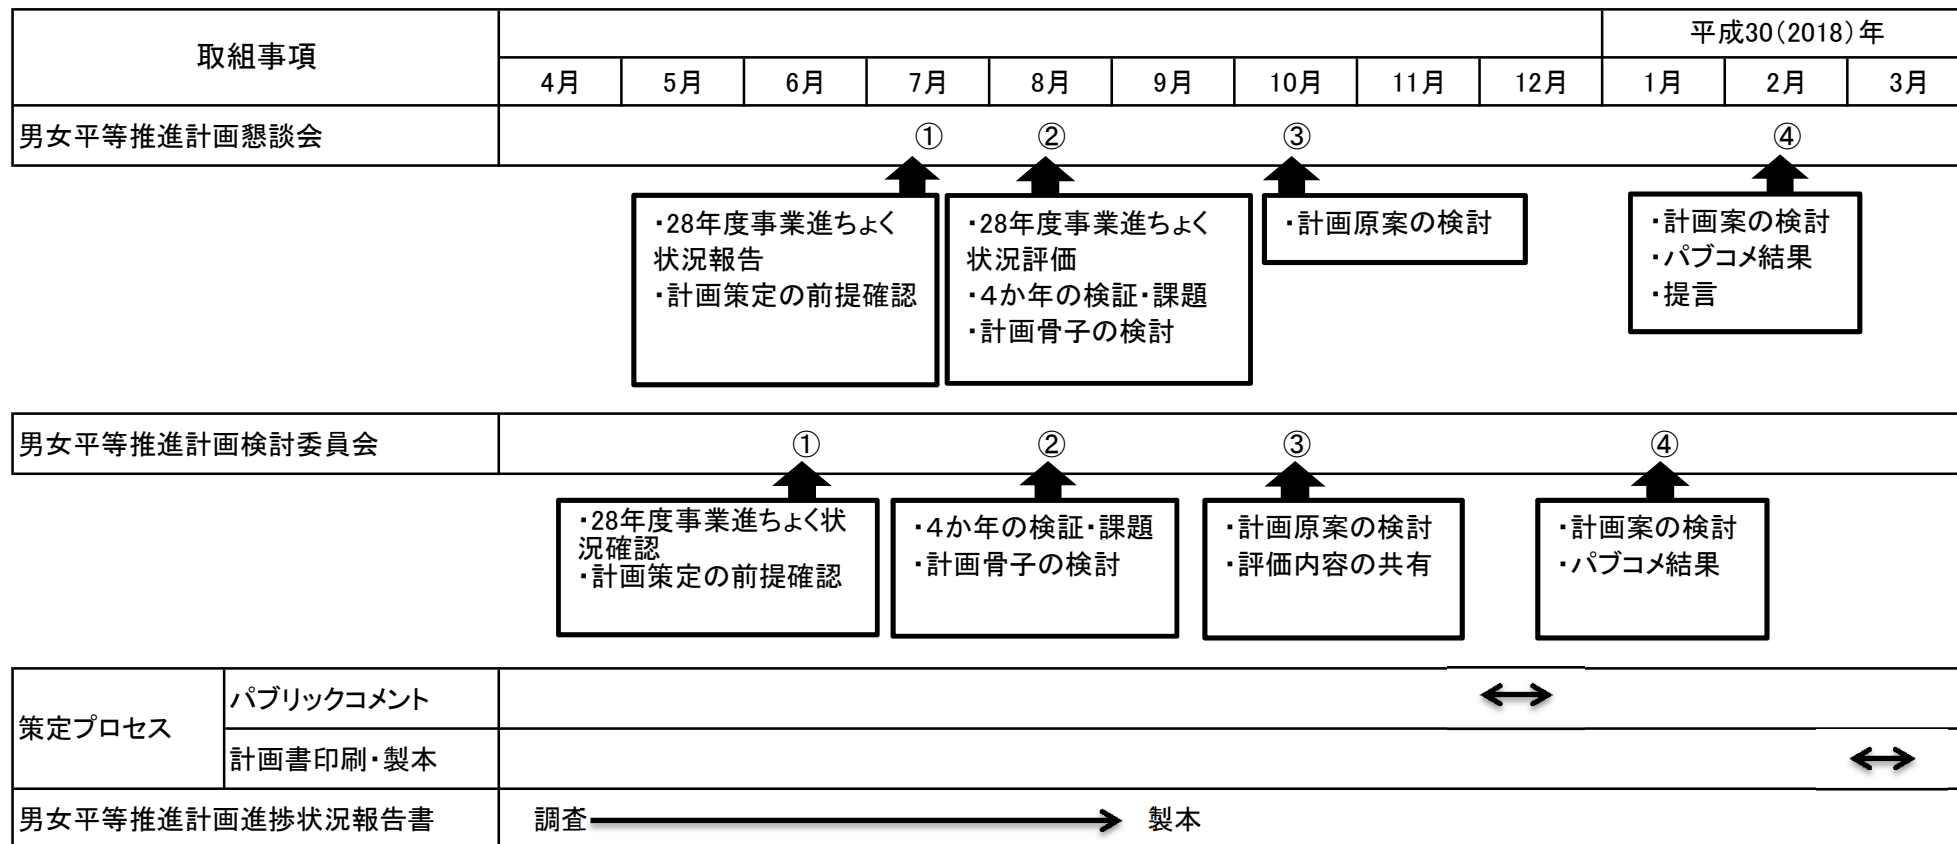 取組事項
平成30(2018)年
4月 5月 6月 7月 8月 9月 10月 11月 12月 1月 2月 3月
男女平等推進計画懇談会 ① ② ③ ④
・28年度事業進ちょく
状況報告
・計画策定の前提確認
・28年度事業進ちょく
状況評価
・4か年の検証・課題
・計画骨子の検討
・計画原案の検討
・計画案の検討
・パブコメ結果
・提言
男女平等推進計画検討委員会 ① ② ③ ④
・28年度事業進ちょく状
況確認
・計画策定の前提確認
・4か年の検証・課題
・計画骨子の検討
・計画原案の検討
・評価内容の共有
・計画案の検討
・パブコメ結果
策定プロセス
パブリックコメント
計画書印刷・製本
男女平等推進計画進捗状況報告書 調査 製本